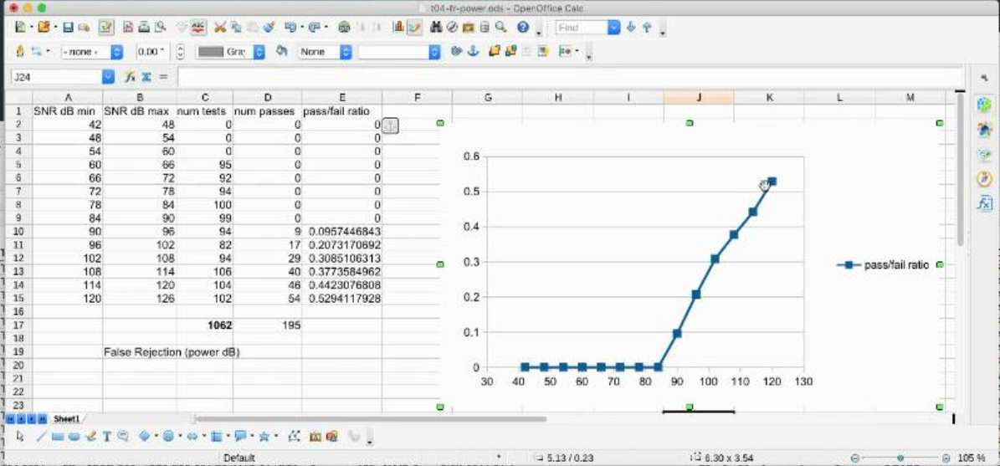 t04-fr-power.ods - OpenOffice Calc
Find
- none - 0.00 " Gray None
J24
A B C D E F G H I J K L M
1 SNR dB min SNR dB max num tests num passes pass/fail ratio
2 42 48 0 0 0
3 48 54 0 0 0
4 54 60 0 0 0
5 60 66 95 0 0
6 66 72 92 0 0
7 72 78 94 0 0
8 78 84 100 0 0
9 84 90 99 0 0
10 90 96 94 9 0.0957446843
11 96 102 82 17 0.2073170692
12 102 108 94 29 0.3085106313
13 108 114 106 40 0.3773584962
14 114 120 104 46 0.4423076808
15 120 126 102 54 0.5294117928
16
17 1062 195
18
19 False Rejection (power dB)
20
21
22
23
0.6
0.5
0.4
0.3
0.2
0.1
0
30 40 50 60 70 80 90 100 110 120 130
pass/fail ratio
Sheet1
Default * 5.13 / 0.23 6.30 x 3.54 105 %